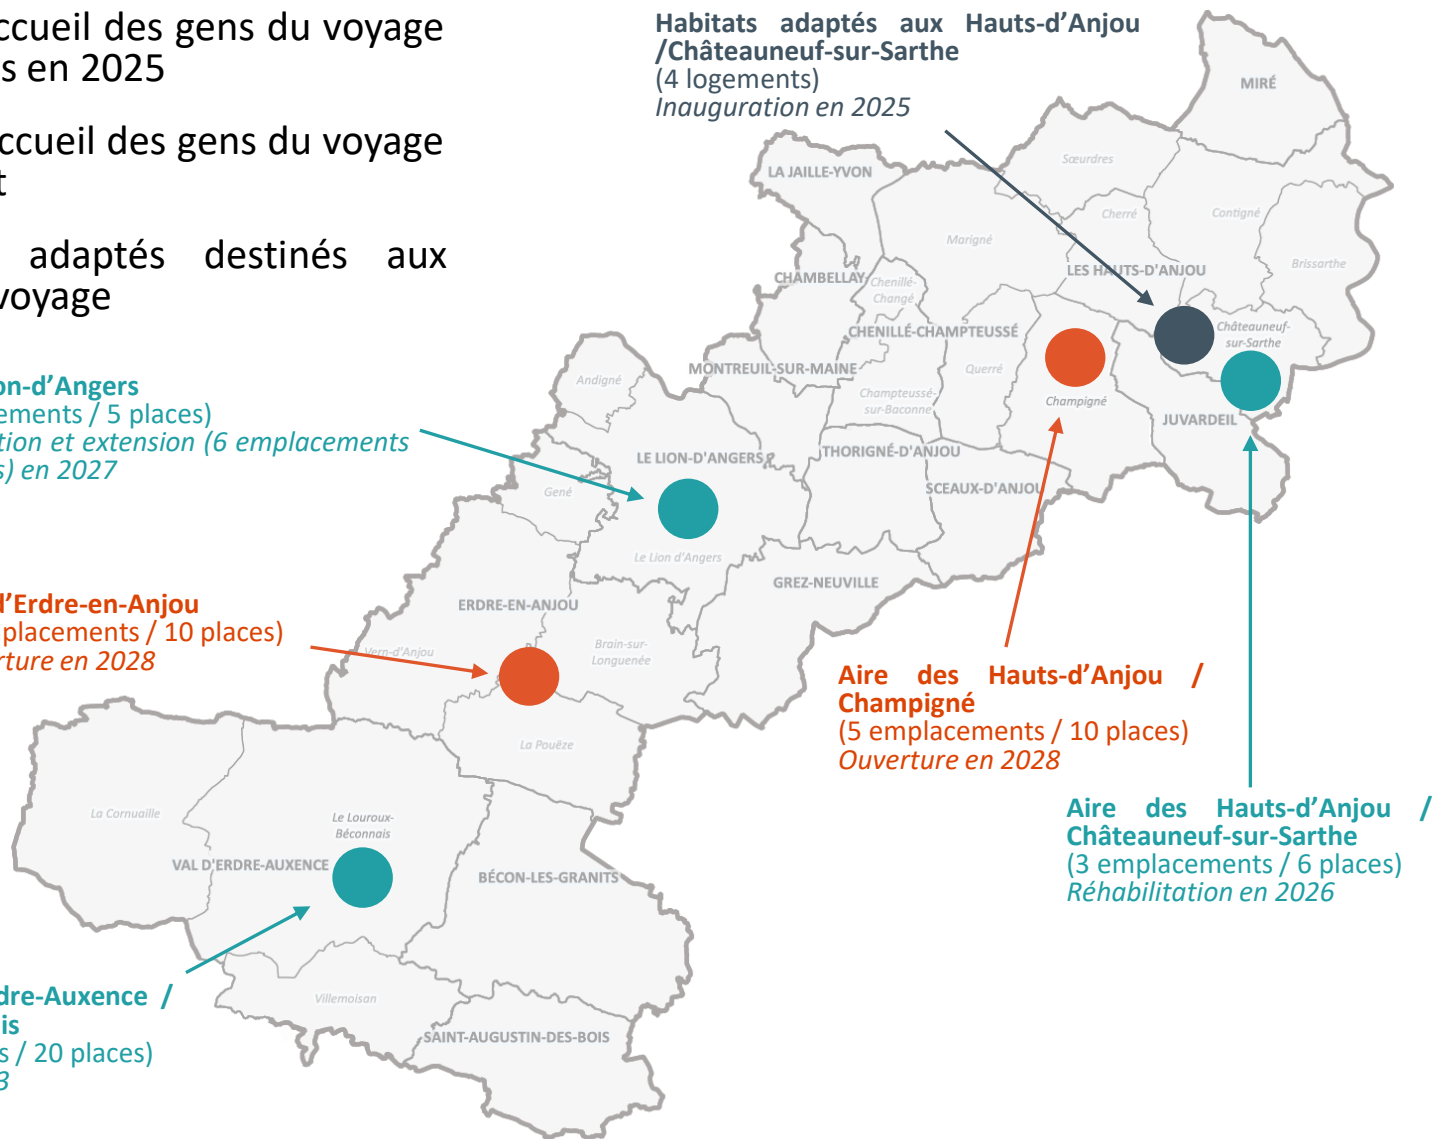 ccueil des gens du voyage
s en 2025
ccueil des gens du voyage
t
adaptés destinés aux
voyage
Habitats adaptés aux Hauts-d'Anjou
/Châteauneuf-sur-Sarthe
(4 logements)
Inauguration en 2025
MIRÉ
Sœurdres
LA JAILLE-YVON
Cherré
Contigné
Marigné
Brissarthe
LES HAUTS-D'ANJOU
CHAMBELLAY
Chenillé-
Changé
CHENILLÉ-CHAMPTEUSSÉ
Châteauneuf-
sur-Sarthe
MONTREUIL-SUR-MAINE
Querré
Andigné
Champteussé-
sur-Baconne
Champigné
JUVARDEIL
on-d'Angers
ements / 5 places)
tion et extension (6 emplacements
s) en 2027
LE LION-D'ANGERS
THORIGNÉ-D'ANJOU
SCEAUX-D'ANJOU
Gené
Le Lion d'Angers
GREZ-NEUVILLE
d'Erdre-en-Anjou
placements / 10 places)
rture en 2028
ERDRE-EN-ANJOU
Vern-d'Anjou
Brain-sur-
Longuenée
Aire des Hauts-d'Anjou /
Champigné
(5 emplacements / 10 places)
Ouverture en 2028
La Pouëze
Aire des Hauts-d'Anjou /
Châteauneuf-sur-Sarthe
(3 emplacements / 6 places)
Réhabilitation en 2026
La Cornuaille
Le Louroux-
Béconnais
VAL D'ERDRE-AUXENCE
BÉCON-LES-GRANITS
dre-Auxence /
is
s / 20 places)
3
Villemoisan
SAINT-AUGUSTIN-DES-BOIS